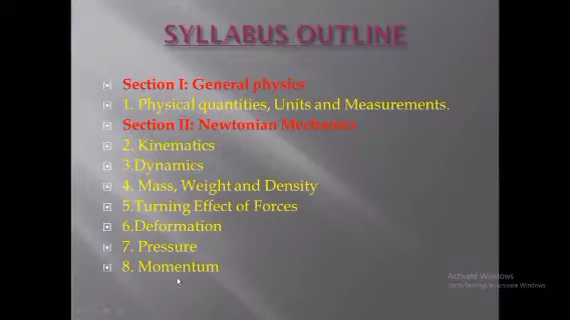 SYLLABUS OUTLINE
Section I: General physics
1. Physical quantities, Units and Measurements.
Section II: Newtonian Mechanics
2. Kinematics
3.Dynamics
4. Mass, Weight and Density
5.Turning Effect of Forces
6.Deformation
7. Pressure
8. Momentum
Activate Windows
Go to Settings to activate Windows